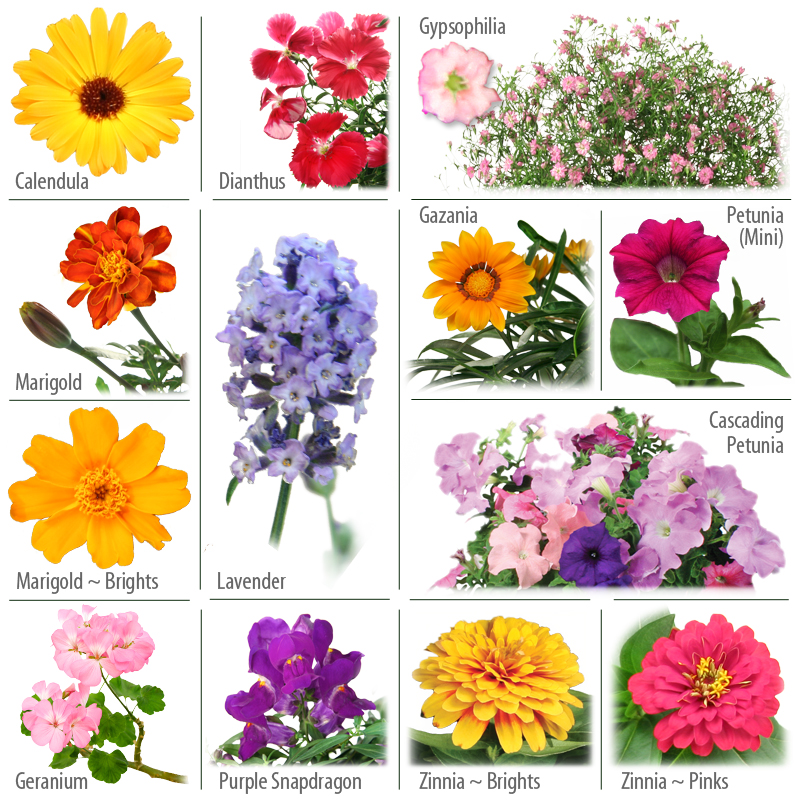 Calendula
Dianthus
Gypsophilia
Marigold
Lavender
Gazania
Petunia
(Mini)
Cascading
Petunia
Marigold ~ Brights
Geranium
Purple Snapdragon
Zinnia ~ Brights
Zinnia ~ Pinks